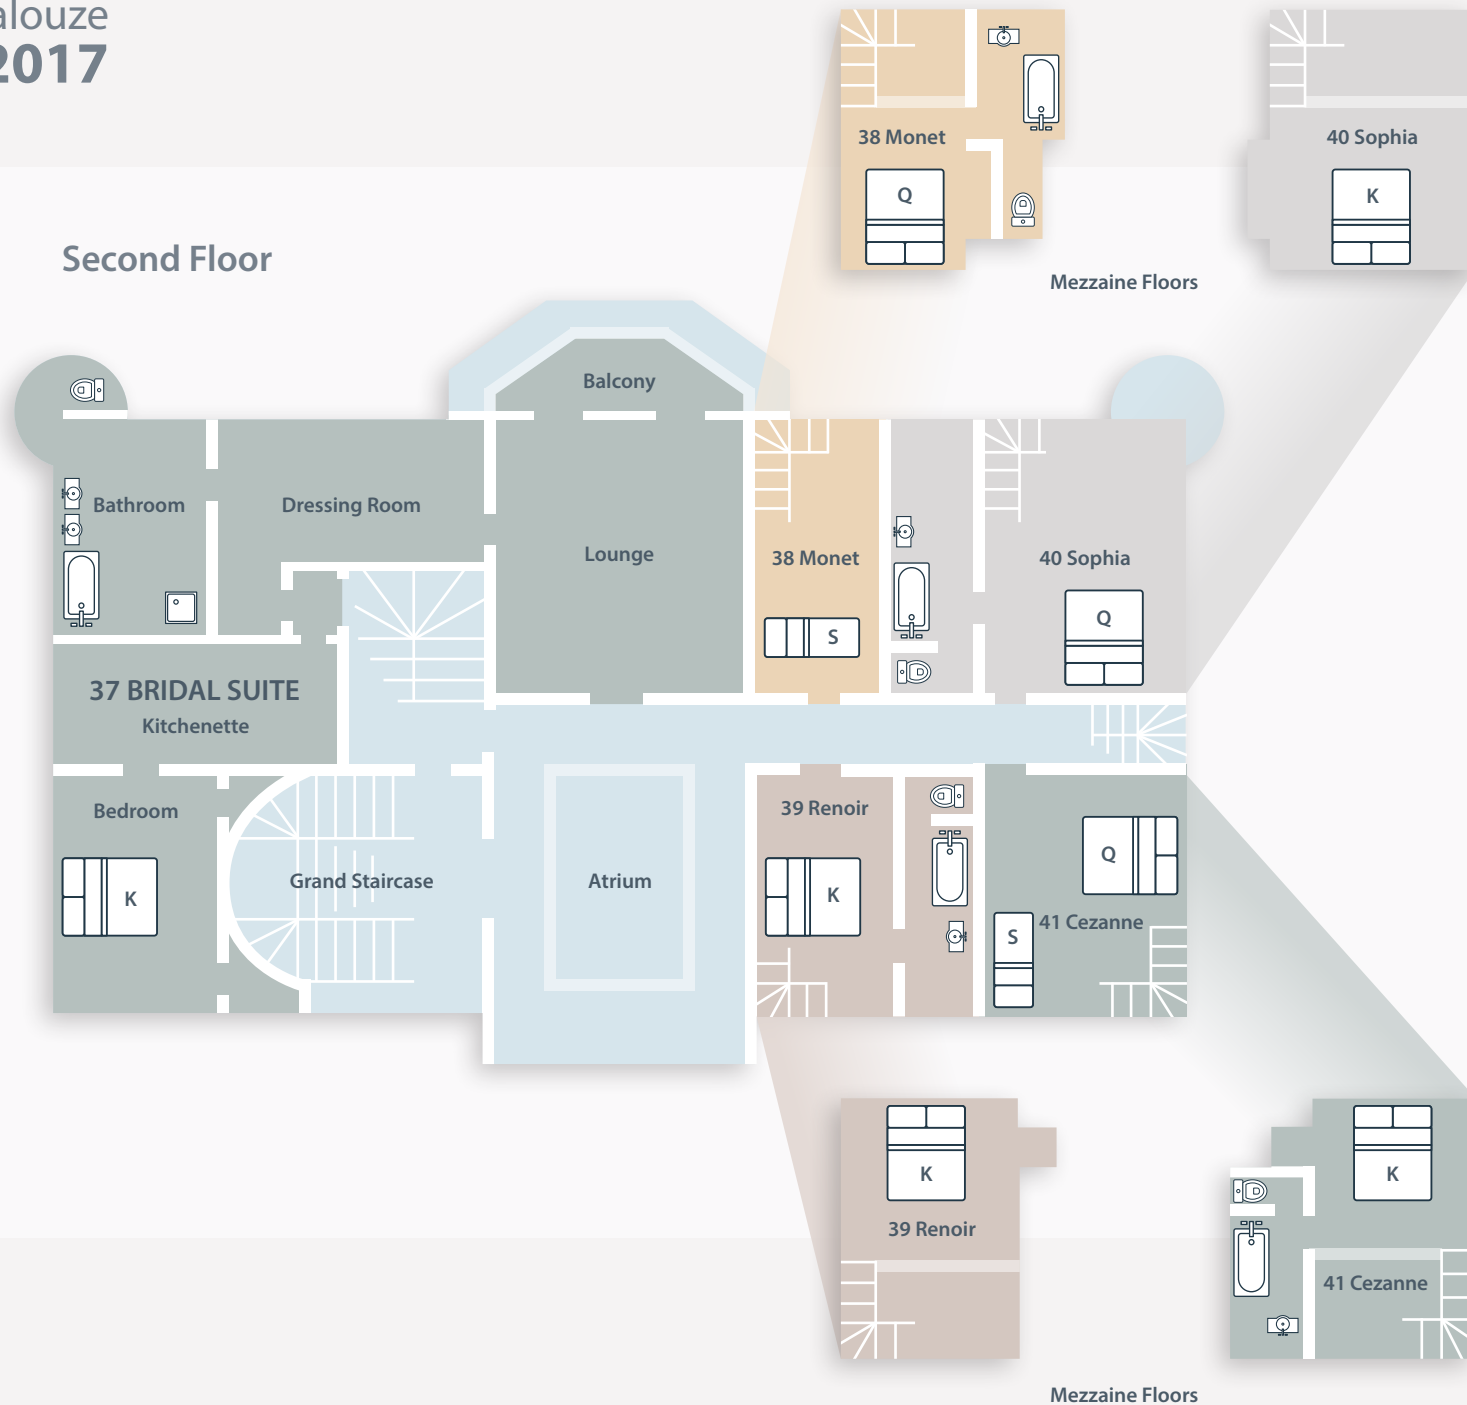 alouze
2017
38 Monet
Q
40 Sophia
K
Mezzaine Floors
Second Floor
Balcony
Bathroom
Dressing Room
Lounge
38 Monet
S
40 Sophia
Q
37 BRIDAL SUITE
Kitchenette
Bedroom
K
Grand Staircase
Atrium
39 Renoir
K
Q
41 Cezanne
S
K
39 Renoir
K
41 Cezanne
Mezzaine Floors